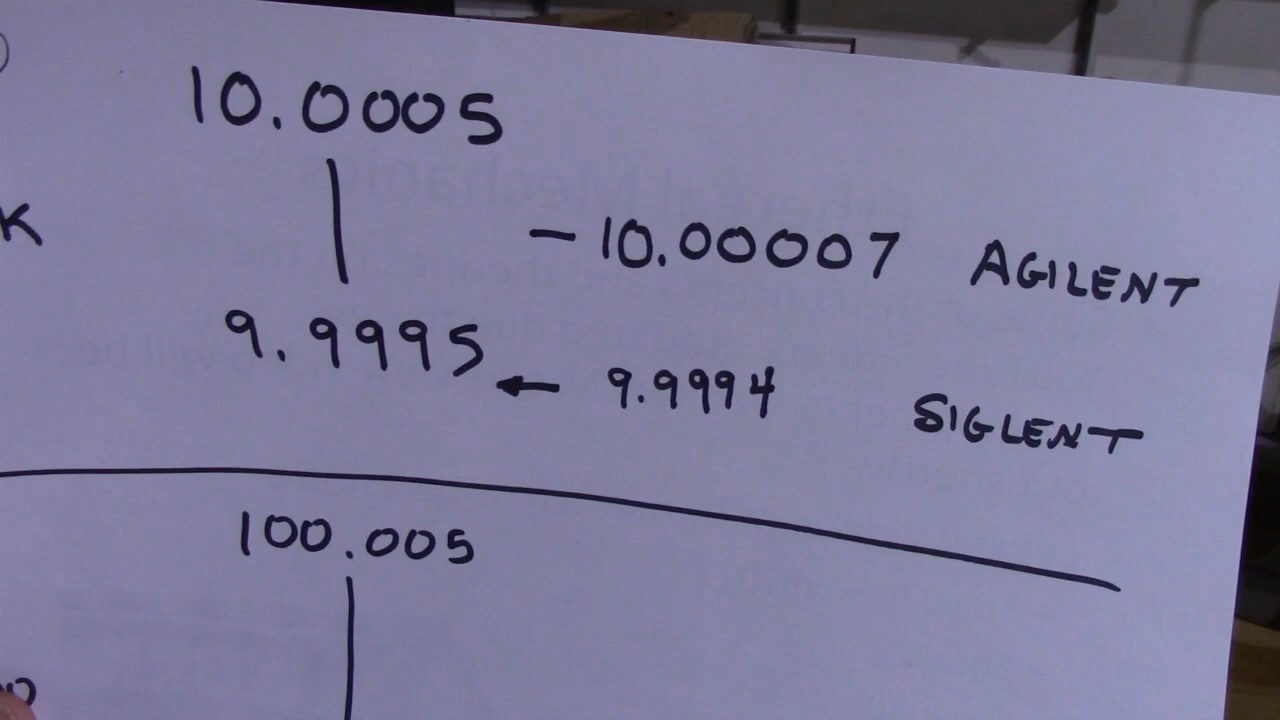 10.0005
K
- 10.00007 AGILENT
9.9995
← 9.9994 SIGLENT
100.005